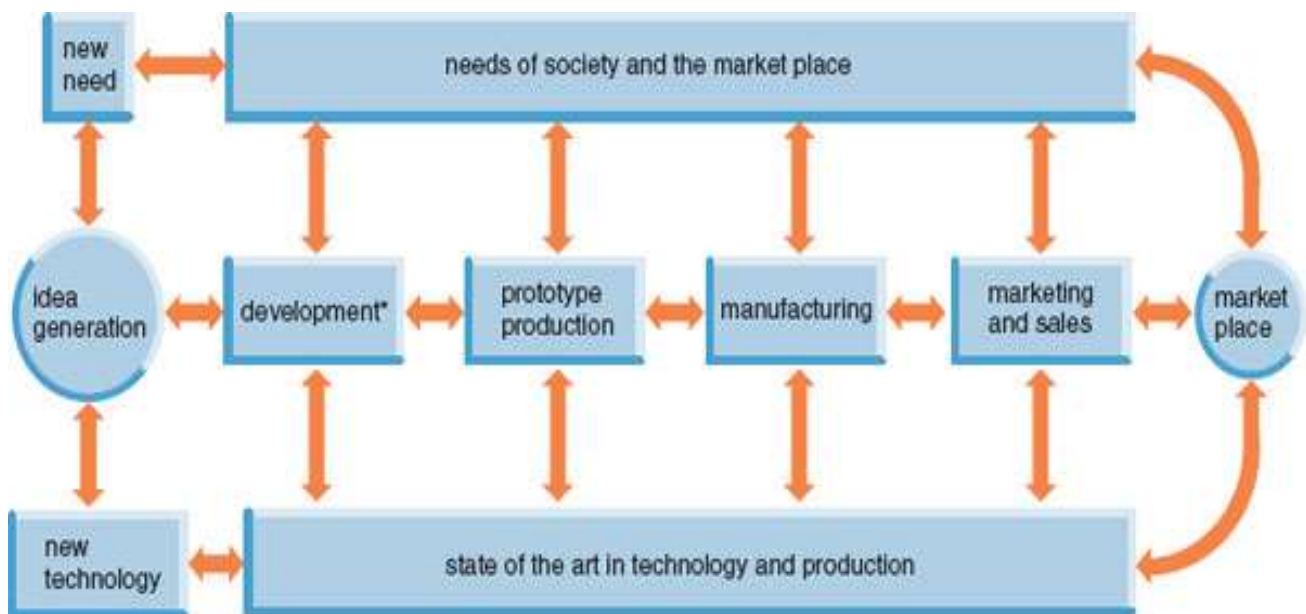 new
need
needs of society and the market place
idea
generation
development*
prototype
production
manufacturing
marketing
and sales
market
place
new
technology
state of the art in technology and production